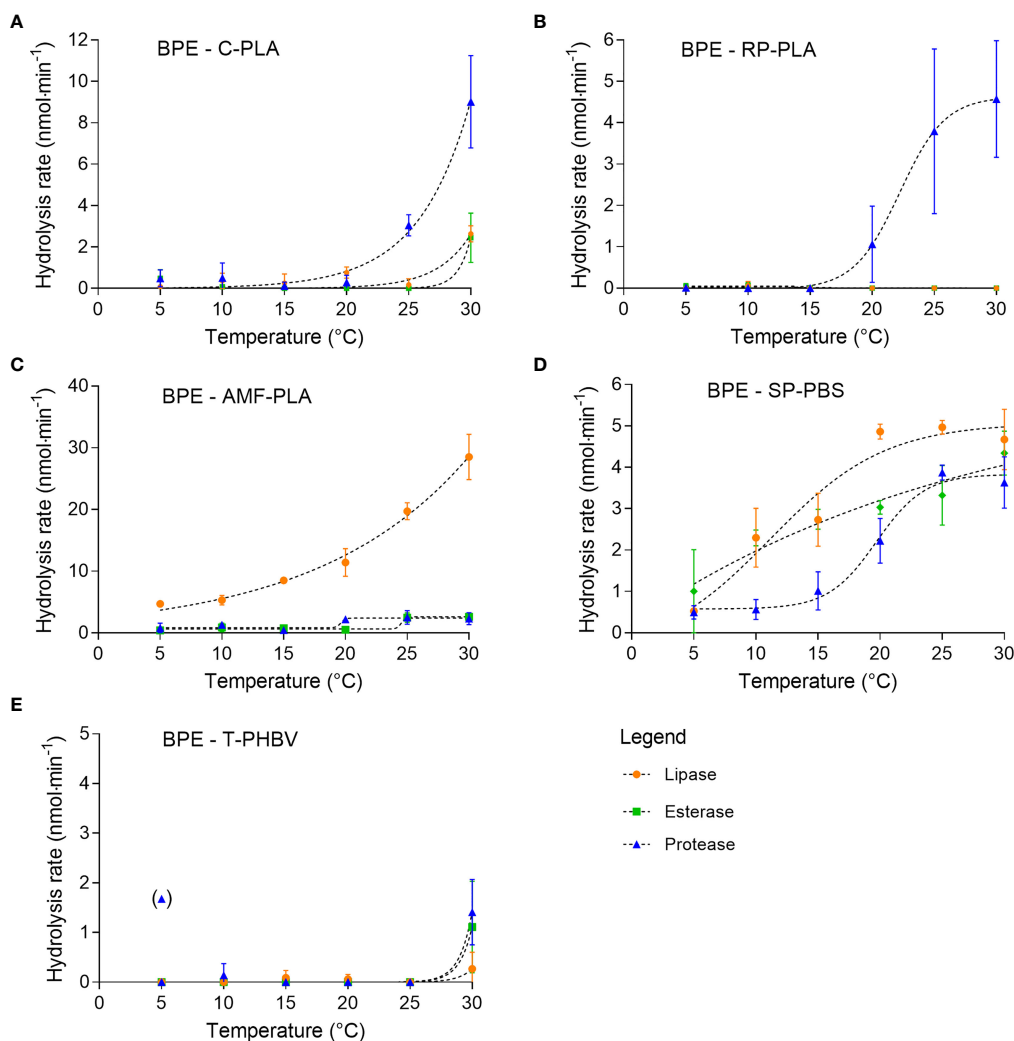 A
BPE - C-PLA
Hydrolysis rate (nmol·min⁻¹)
12
10
8
6
4
2
0
0 5 10 15 20 25 30
Temperature (°C)
B
BPE - RP-PLA
Hydrolysis rate (nmol·min⁻¹)
6
5
4
3
2
1
0
0 5 10 15 20 25 30
Temperature (°C)
C
BPE - AMF-PLA
Hydrolysis rate (nmol·min⁻¹)
40
30
20
10
0
0 5 10 15 20 25 30
Temperature (°C)
D
BPE - SP-PBS
Hydrolysis rate (nmol·min⁻¹)
6
5
4
3
2
1
0
0 5 10 15 20 25 30
Temperature (°C)
E
BPE - T-PHBV
Hydrolysis rate (nmol·min⁻¹)
5
4
3
2
1
0
( )
0 5 10 15 20 25 30
Temperature (°C)
Legend
Lipase
Esterase
Protease